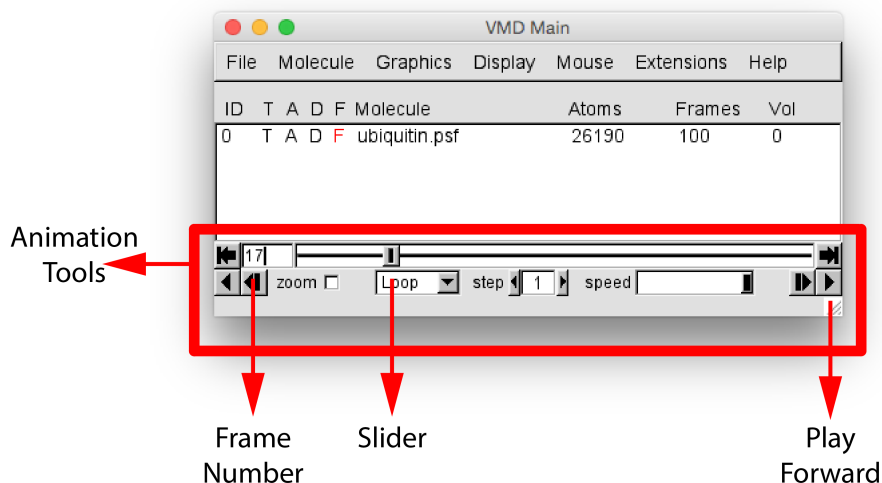 VMD Main
File Molecule Graphics Display Mouse Extensions Help
ID T A D F Molecule Atoms Frames Vol
0 T A D F ubiquitin.psf 26190 100 0
Animation
Tools
17
zoom Loop step 1 speed
Frame
Number
Slider
Play
Forward